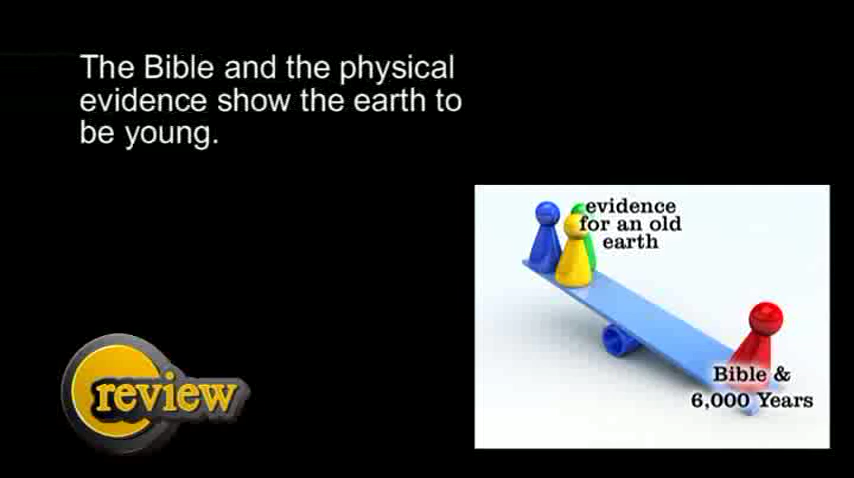 The Bible and the physical
evidence show the earth to
be young.
evidence
for an old
earth
Bible &
6,000 Years
review